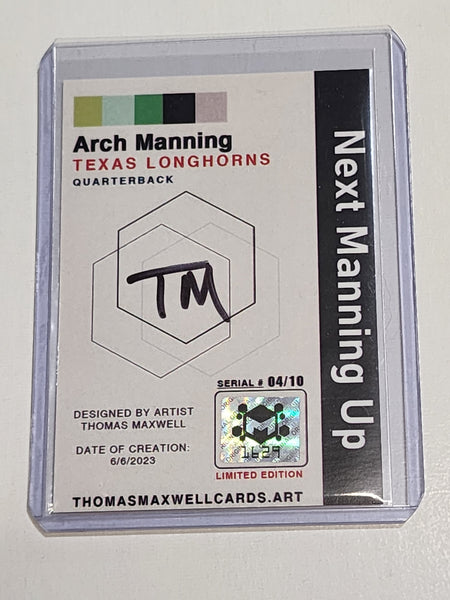 Arch Manning
TEXAS LONGHORNS
QUARTERBACK
TM
SERIAL # 04/10
1629
LIMITED EDITION
DESIGNED BY ARTIST
THOMAS MAXWELL
DATE OF CREATION:
6/6/2023
THOMASMAXWELLCARDS.ART
Next Manning Up